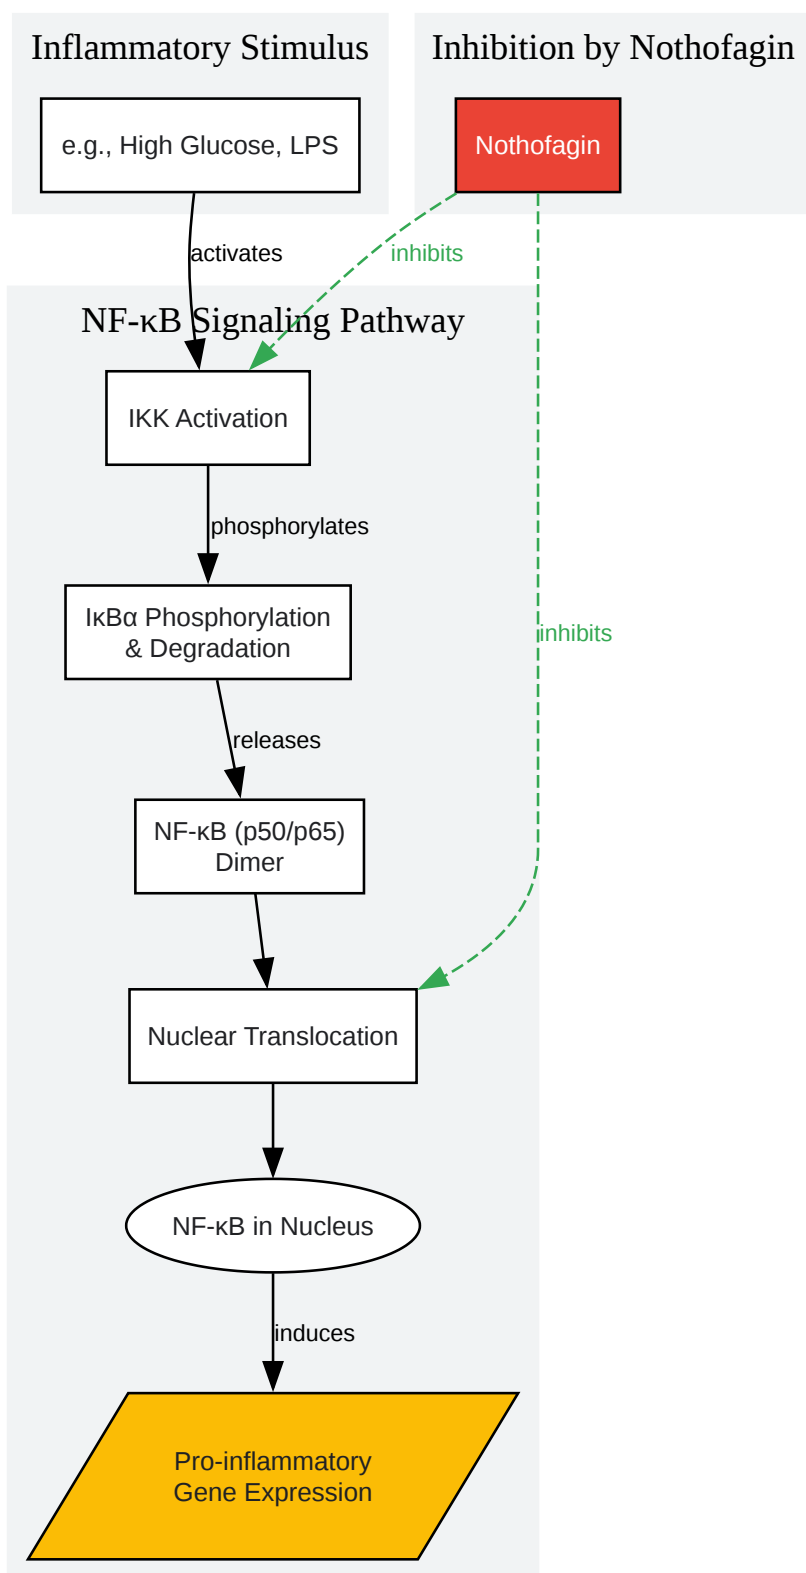 Inflammatory Stimulus
Inhibition by Nothofagin
e.g., High Glucose, LPS
Nothofagin
activates
inhibits
NF-κB Signaling Pathway
IKK Activation
phosphorylates
IκBα Phosphorylation
& Degradation
inhibits
releases
NF-κB (p50/p65)
Dimer
Nuclear Translocation
NF-κB in Nucleus
induces
Pro-inflammatory
Gene Expression